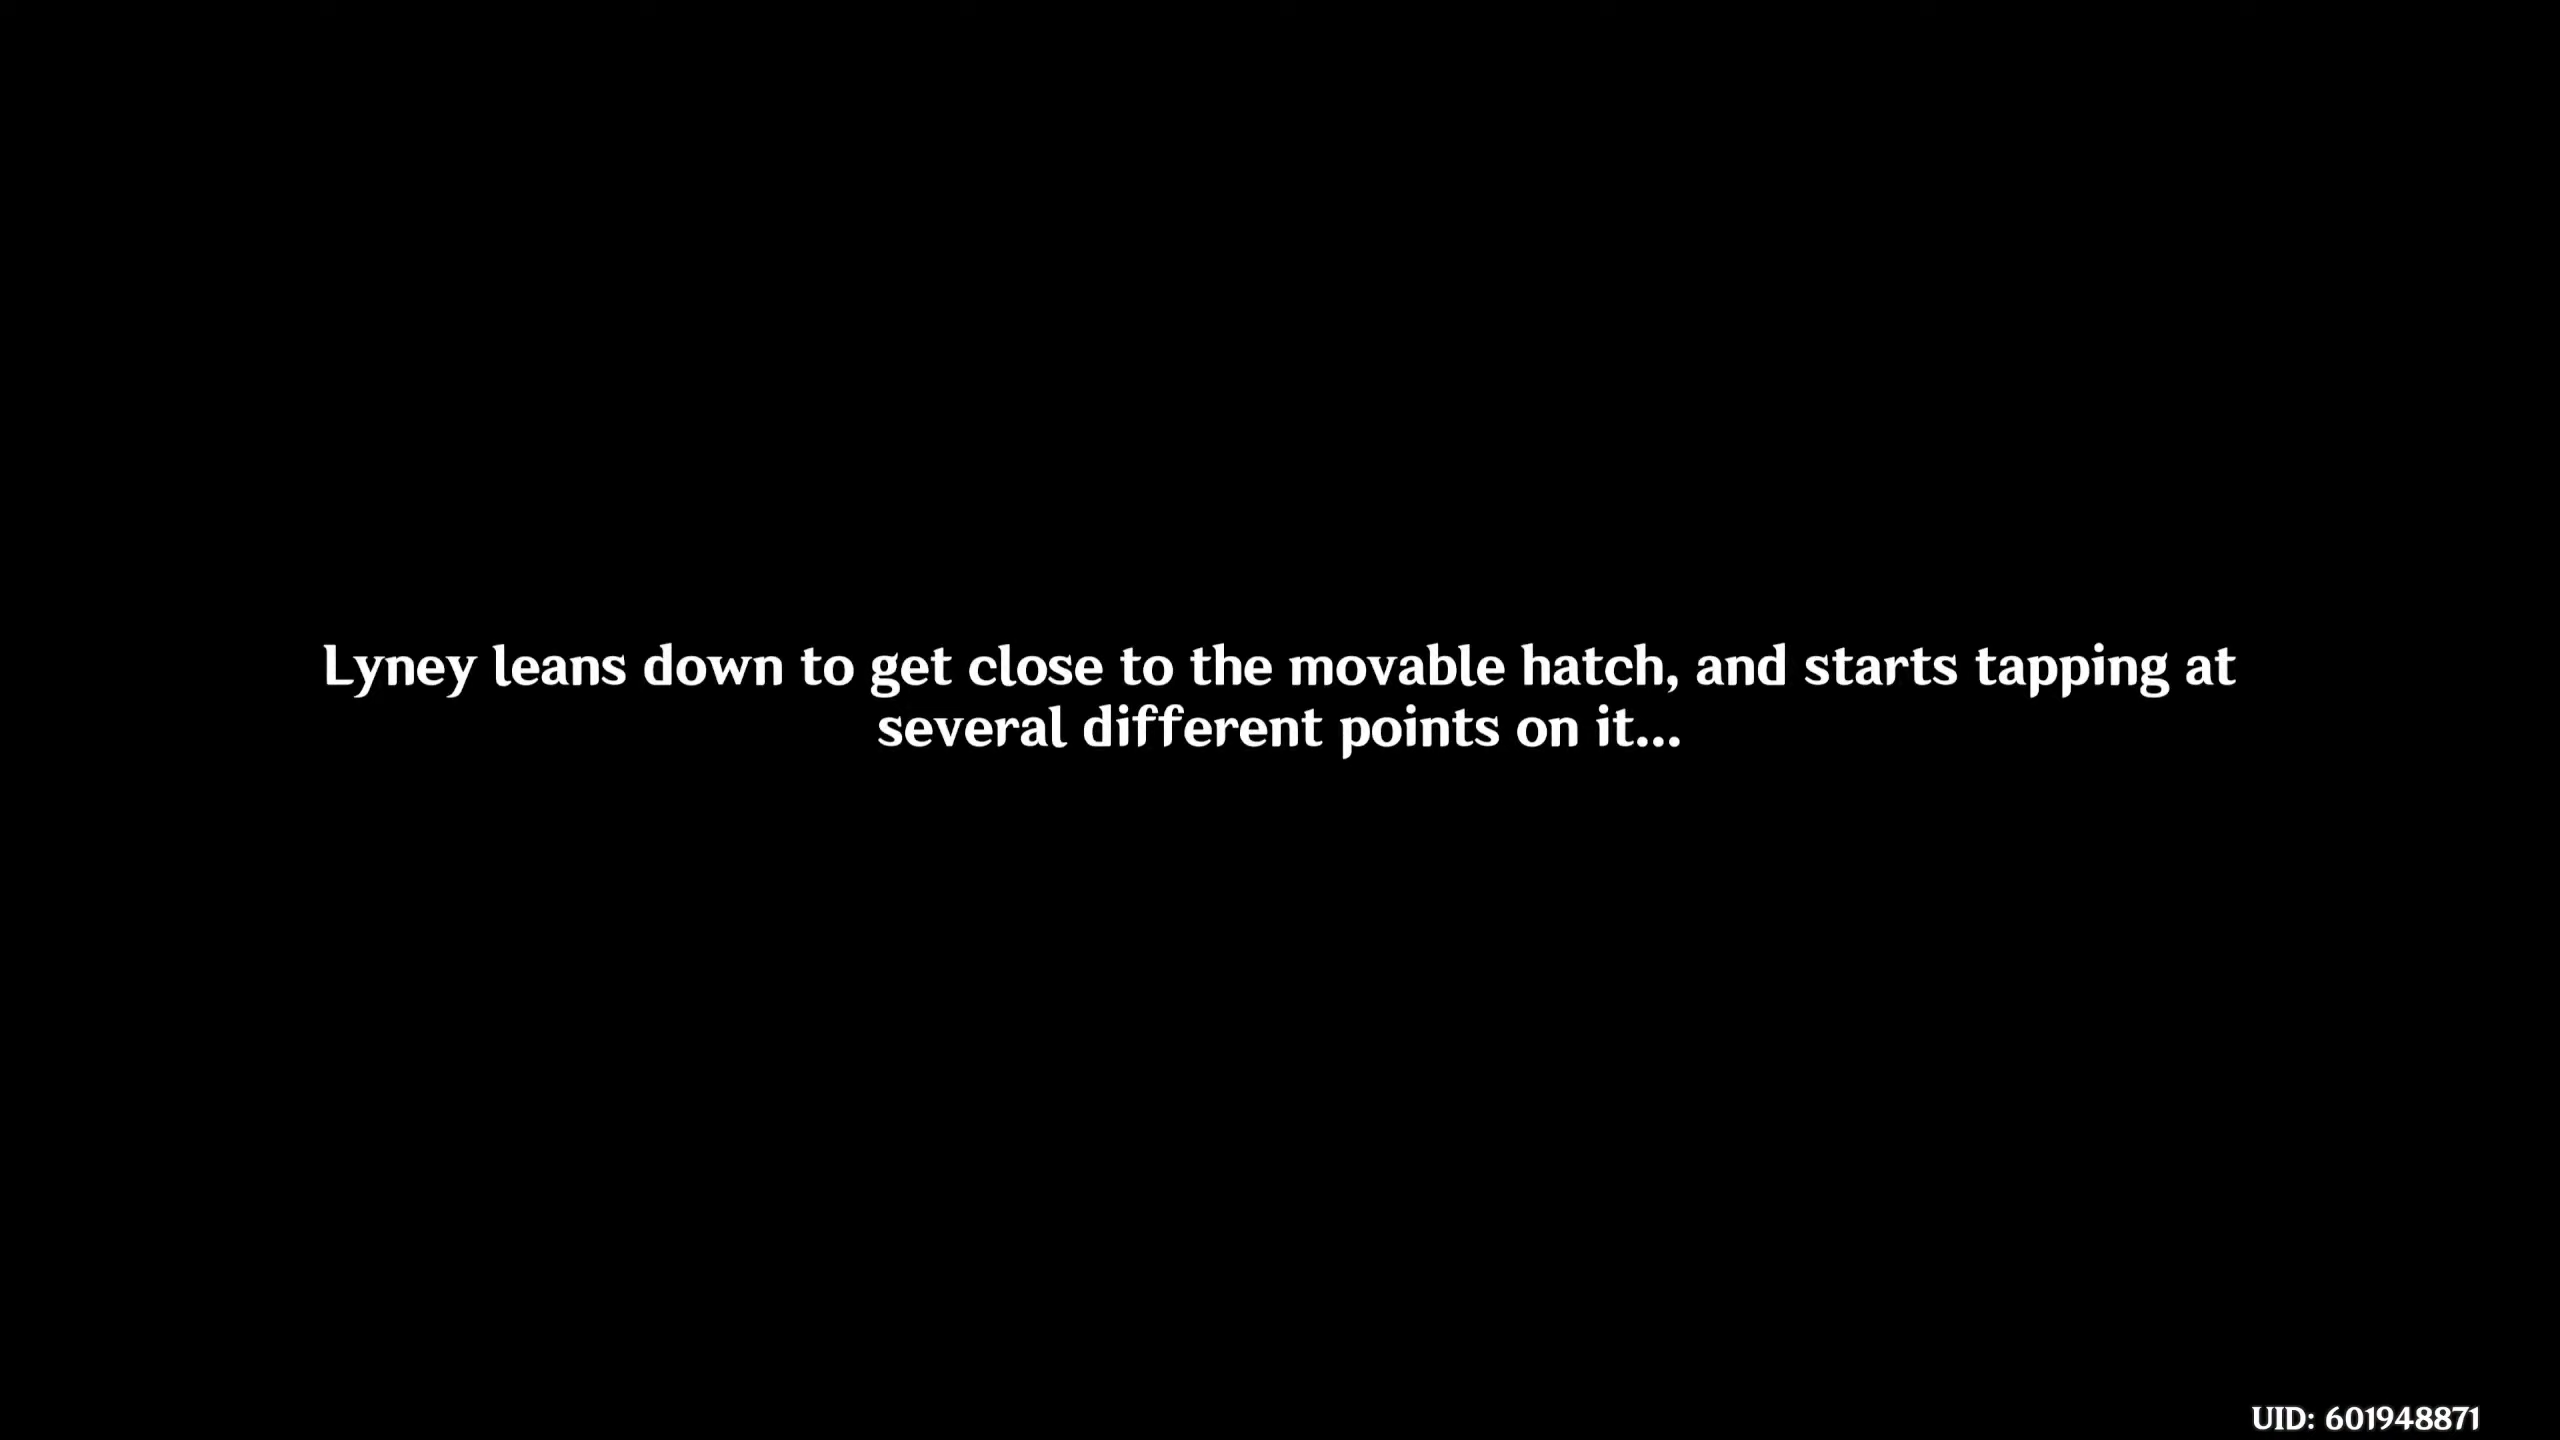 Lyney leans down to get close to the movable hatch, and starts tapping at
several different points on it...
UID: 601948871